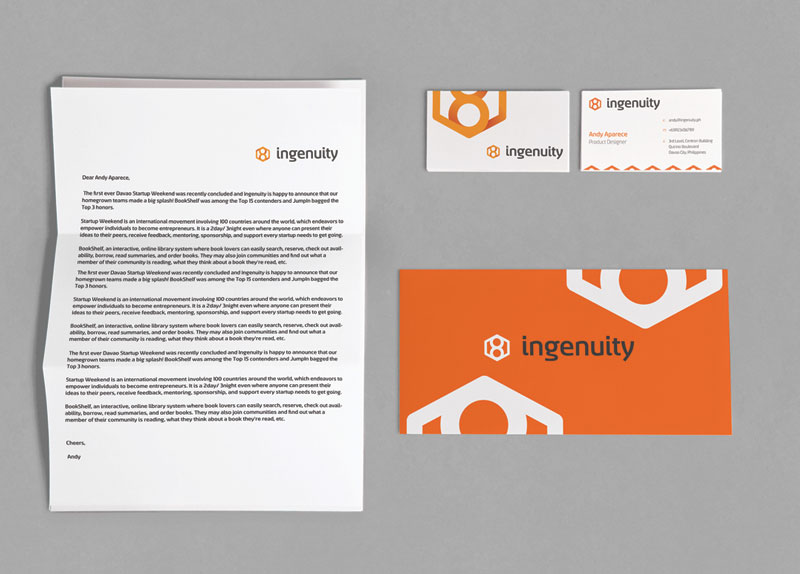 ingenuity
Dear Andy Aparece,
The first ever Davao Startup Weekend was recently concluded and Ingenuity is happy to announce that our
homegrown teams made a big splash! BookShelf was among the Top 15 contenders and JumpIn bagged the
Top 3 honors.
Startup Weekend is an international movement involving 100 countries around the world, which endeavors to
empower individuals to become entrepreneurs. It is a 2day/ 3night even where anyone can present their
ideas to their peers, receive feedback, mentoring, sponsorship, and support every startup needs to get going.
BookShelf, an interactive, online library system where book lovers can easily search, reserve, check out avail-
ability, borrow, read summaries, and order books. They may also join communities and find out what a
member of their community is reading, what they think about a book they're read, etc.
The first ever Davao Startup Weekend was recently concluded and Ingenuity is happy to announce that our
homegrown teams made a big splash! BookShelf was among the Top 15 contenders and JumpIn bagged the
Top 3 honors.
Startup Weekend is an international movement involving 100 countries around the world, which endeavors to
empower individuals to become entrepreneurs. It is a 2day/ 3night even where anyone can present their
ideas to their peers, receive feedback, mentoring, sponsorship, and support every startup needs to get going.
BookShelf, an interactive, online library system where book lovers can easily search, reserve, check out avail-
ability, borrow, read summaries, and order books. They may also join communities and find out what a
member of their community is reading, what they think about a book they're read, etc.
The first ever Davao Startup Weekend was recently concluded and Ingenuity is happy to announce that our
homegrown teams made a big splash! BookShelf was among the Top 15 contenders and JumpIn bagged the
Top 3 honors.
Startup Weekend is an international movement involving 100 countries around the world, which endeavors to
empower individuals to become entrepreneurs. It is a 2day/ 3night even where anyone can present their
ideas to their peers, receive feedback, mentoring, sponsorship, and support every startup needs to get going.
BookShelf, an interactive, online library system where book lovers can easily search, reserve, check out avail-
ability, borrow, read summaries, and order books. They may also join communities and find out what a
member of their community is reading, what they think about a book they're read, etc.
Cheers,
Andy
ingenuity
ingenuity
Andy Aparece
Product Designer
andy@ingenuity.ph
Building
Quirino Boulevard
Davao City, Philippines
ingenuity